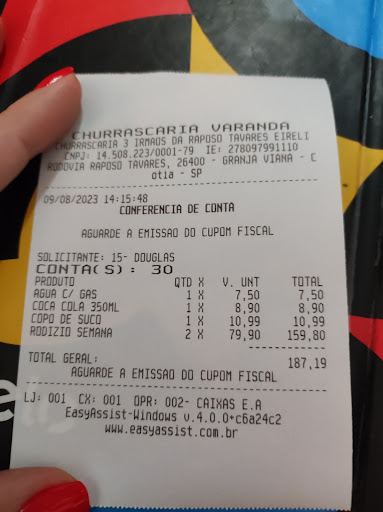 CHURRASCARIA VARANDA
CHURRASCARIA 3 IRMAOS DA RAPOSO TAVARES EIRELI
CNPJ: 14.508.223/0001-79 IE: 278097991110
RODOVIA RAPOSO TAVARES, 26400 - GRANJA VIANA - C
otia - SP
09/08/2023 14:15:48
CONFERENCIA DE CONTA
AGUARDE A EMISSAO DO CUPOM FISCAL
SOLICITANTE: 15- DOUGLAS
CONTA(S): 30
PRODUTO QTD X V. UNT TOTAL
AGUA C/ GAS 1 X 7,50 7,50
COCA COLA 350ML 1 X 8,90 8,90
COPO DE SUCO 1 X 10,99 10,99
RODIZIO SEMANA 2 X 79,90 159,80
TOTAL GERAL: 187,19
AGUARDE A EMISSAO DO CUPOM FISCAL
LJ: 001 CX: 001 OPR: 002- CAIXAS E.A
EasyAssist-Windows v.4.0.0+c6a24c2
www.easyassist.com.br